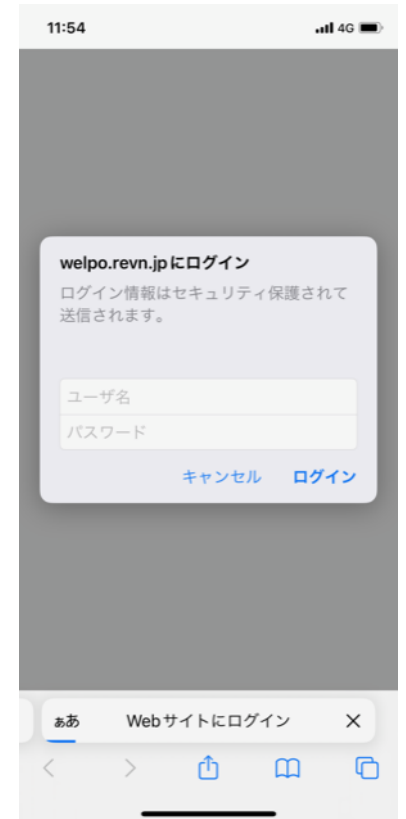 11:54 4G
welpo.revn.jpにログイン
ログイン情報はセキュリティ保護されて
送信されます。
ユーザ名
パスワード
キャンセル ログイン
ぁあ Webサイトにログイン